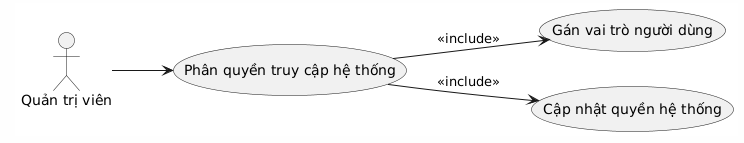 Quản trị viên
Phân quyền truy cập hệ thống
«include»
Gán vai trò người dùng
«include»
Cập nhật quyền hệ thống